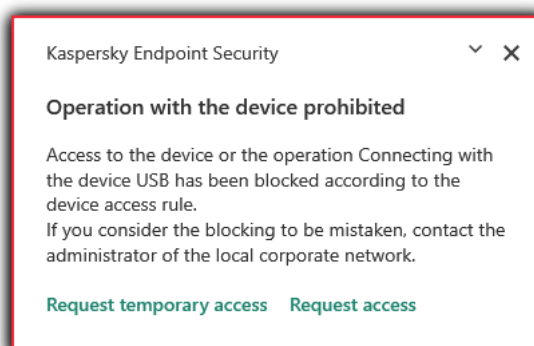 Kaspersky Endpoint Security
Operation with the device prohibited
Access to the device or the operation Connecting with
the device USB has been blocked according to the
device access rule.
If you consider the blocking to be mistaken, contact the
administrator of the local corporate network.
Request temporary access Request access